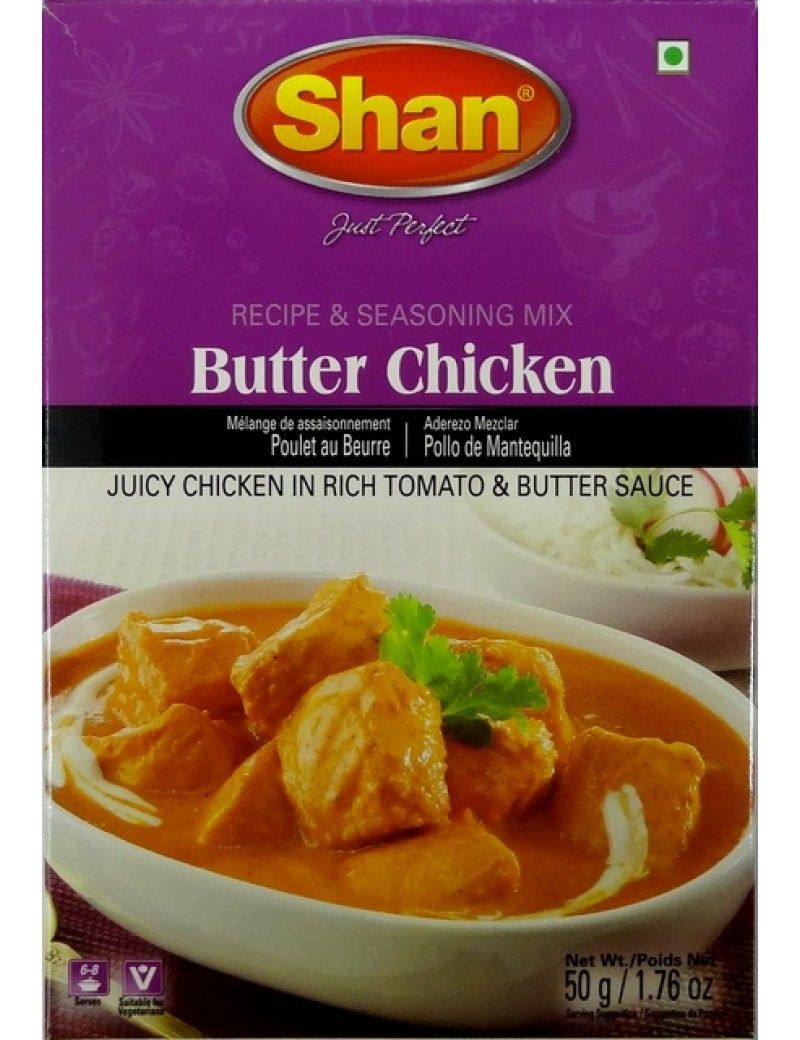 Shan®
Just Perfect
RECIPE & SEASONING MIX
Butter Chicken
Mélange de assaisonnement
Poulet au Beurre
Aderezo Mezclar
Pollo de Mantequilla
JUICY CHICKEN IN RICH TOMATO & BUTTER SAUCE
6-8
Serves
V
Suitable for
Vegetarians
Net Wt./Poids Net
50 g / 1.76 oz
Serving Suggestion /